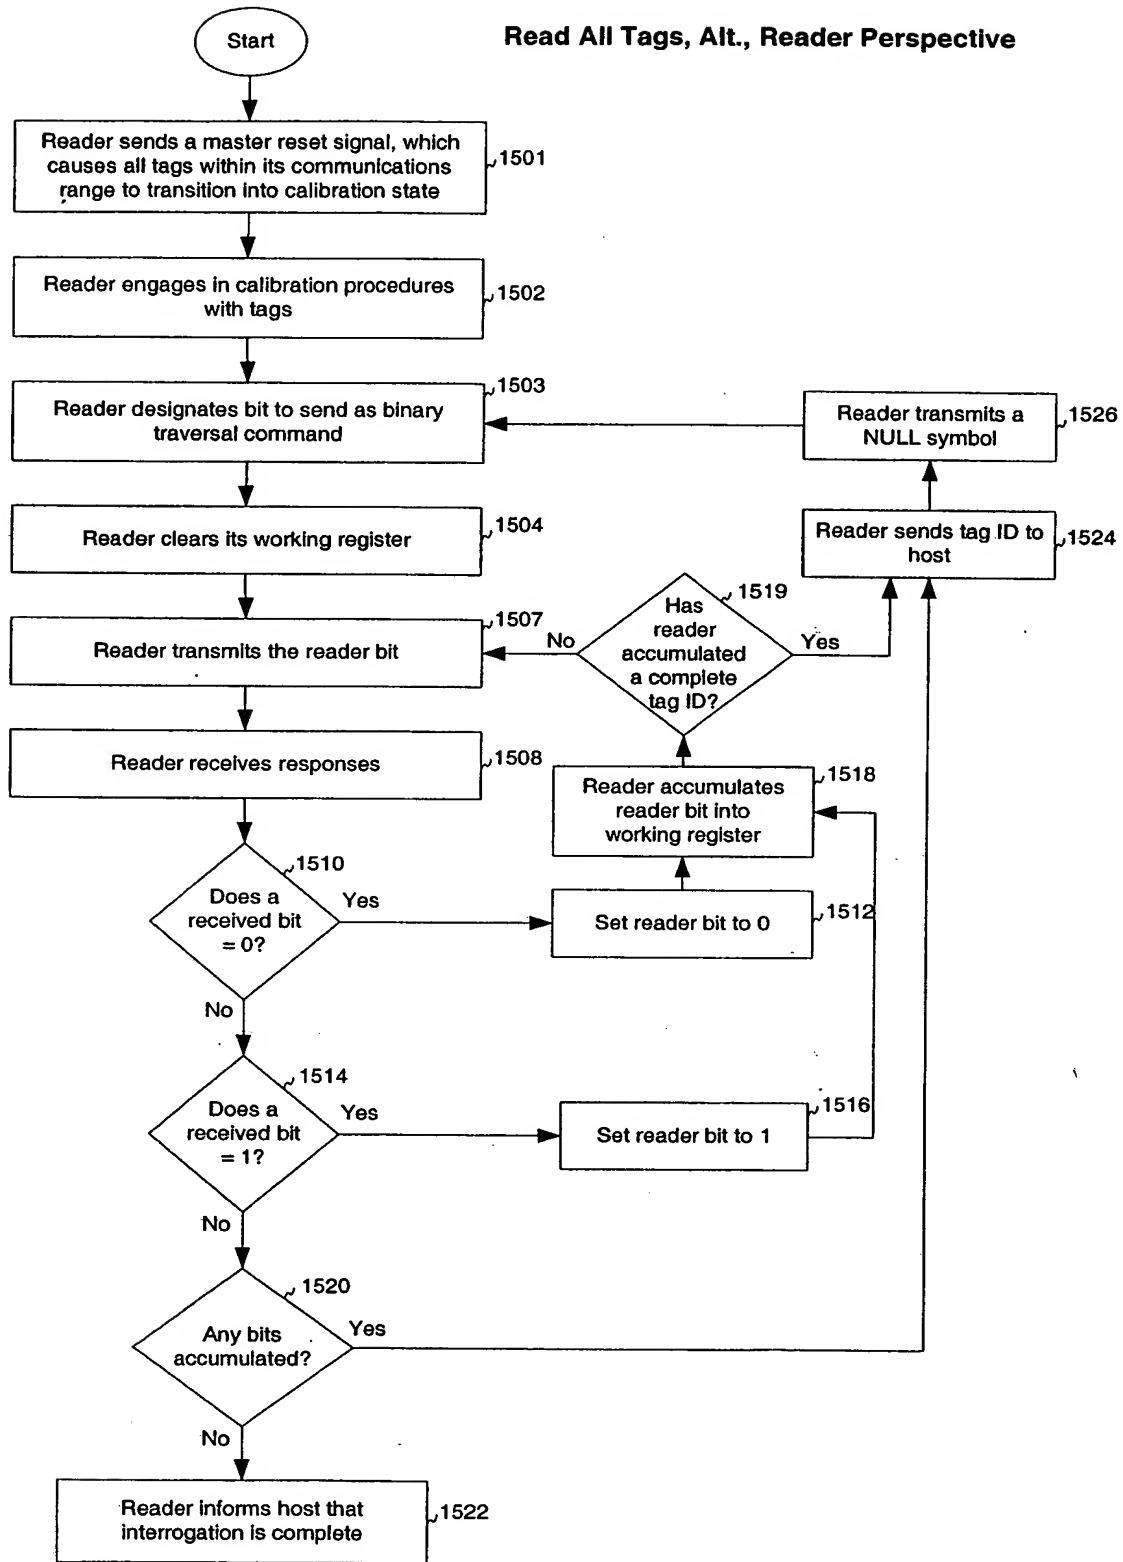 Start
Read All Tags, Alt., Reader Perspective
Reader sends a master reset signal, which
causes all tags within its communications
range to transition into calibration state
1501
Reader engages in calibration procedures
with tags
1502
Reader designates bit to send as binary
traversal command
1503
Reader transmits a
NULL symbol
1526
Reader clears its working register
1504
Reader sends tag ID to
host
1524
Reader transmits the reader bit
1507
No
Has
reader
accumulated
a complete
tag ID?
1519
Yes
Reader receives responses
1508
Reader accumulates
reader bit into
working register
1518
Does a
received bit
= 0?
1510
Yes
Set reader bit to 0
1512
No
Does a
received bit
= 1?
1514
Yes
Set reader bit to 1
1516
No
Any bits
accumulated?
1520
Yes
No
Reader informs host that
interrogation is complete
1522